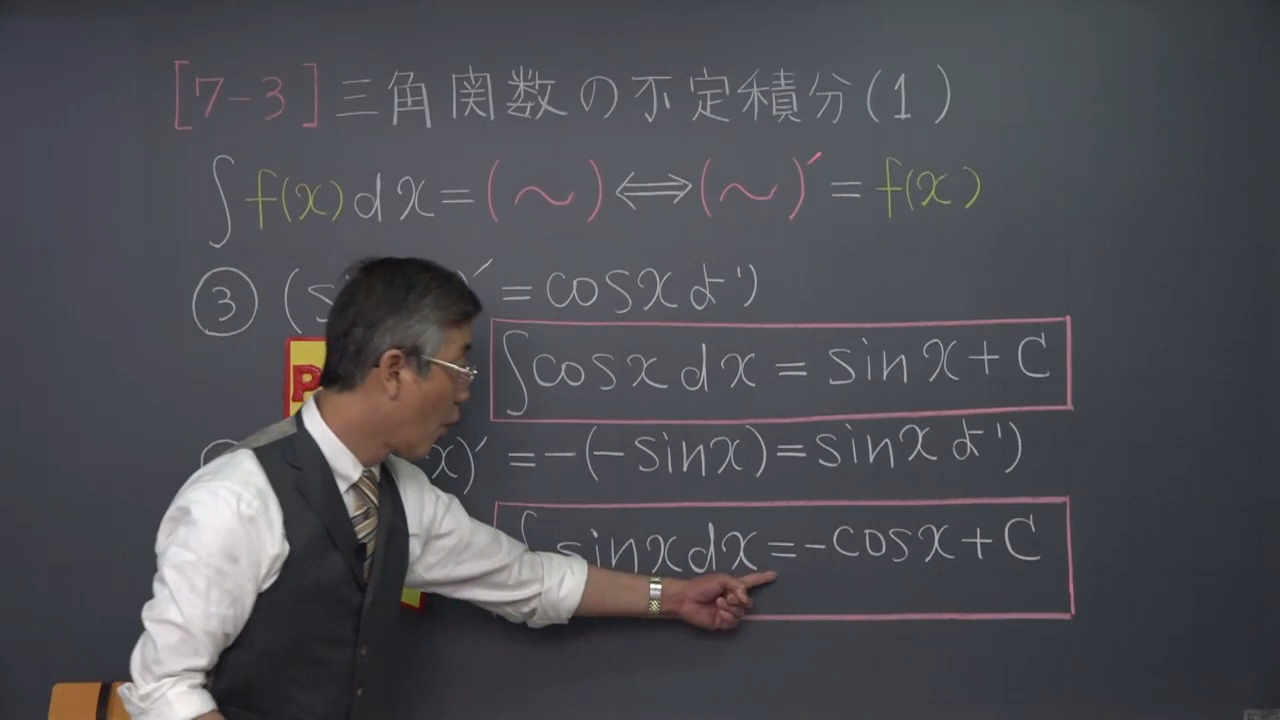 [7-3]三角関数の不定積分(1)
∫f(x)dx=(~)⟺(~)′=f(x)
③ (s )′=cosxより
∫cosxdx=sinx+C
x)′=-(-sinx)=sinxより
∫sinxdx=-cosx+C
P